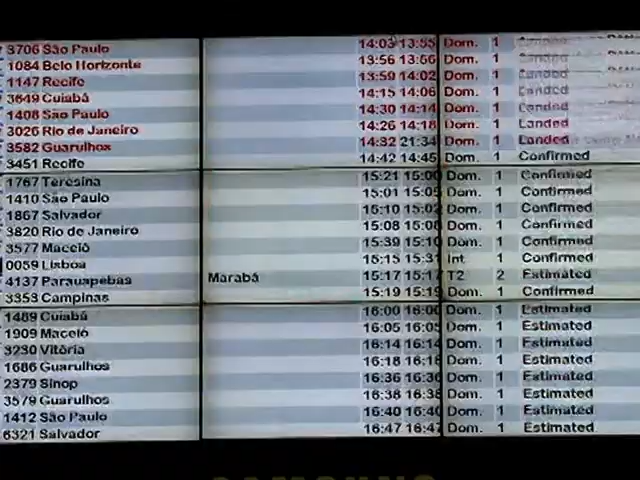 3706 São Paulo 14:03 13:55 Dom. 1
1084 Belo Horizonte 13:56 13:56 Dom. 1 Landed
1147 Recife 13:59 14:02 Dom. 1 Landed
3649 Cuiabá 14:15 14:06 Dom. 1 Landed
1408 São Paulo 14:30 14:14 Dom. 1 Landed
3026 Rio de Janeiro 14:26 14:18 Dom. 1 Landed
3582 Guarulhos 14:32 21:34 Dom. 1 Landed
3451 Recife 14:42 14:45 Dom. 1 Confirmed
1767 Teresina 15:21 15:00 Dom. 1 Confirmed
1410 São Paulo 15:01 15:05 Dom. 1 Confirmed
1867 Salvador 15:10 15:02 Dom. 1 Confirmed
3820 Rio de Janeiro 15:08 15:08 Dom. 1 Confirmed
3577 Maceió 15:39 15:10 Dom. 1 Confirmed
0059 Lisboa 15:15 15:31 Int 1 Confirmed
4137 Parauapebas Marabá 15:17 15:17 T2 2 Estimated
3353 Campinas 15:19 15:19 Dom. 1 Confirmed
1489 Cuiabá 16:00 16:00 Dom. 1 Estimated
1909 Maceió 16:05 16:05 Dom. 1 Estimated
3230 Vitória 16:14 16:14 Dom. 1 Estimated
1686 Guarulhos 16:18 16:18 Dom. 1 Estimated
2379 Sinop 16:36 16:36 Dom. 1 Estimated
3579 Guarulhos 16:38 16:38 Dom. 1 Estimated
1412 São Paulo 16:40 16:40 Dom. 1 Estimated
6321 Salvador 16:47 16:47 Dom. 1 Estimated